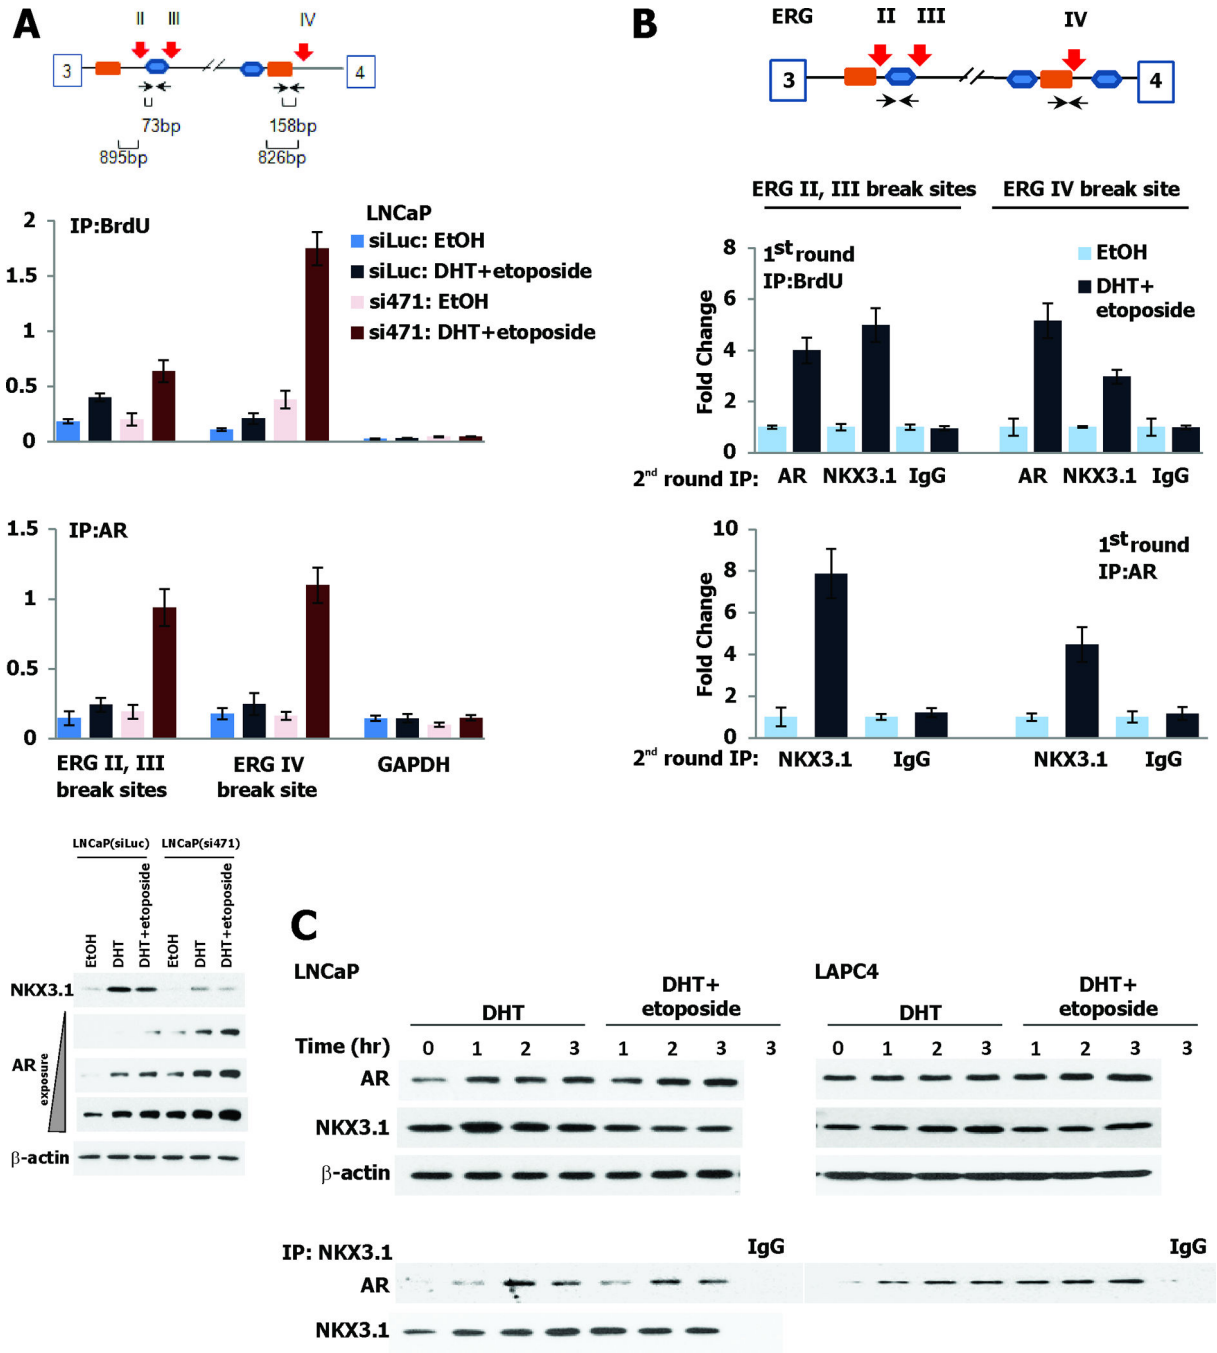 A
II III IV
3 4
73bp 158bp
895bp 826bp
IP:BrdU
LNCaP
siLuc: EtOH
siLuc: DHT+etoposide
si471: EtOH
si471: DHT+etoposide
2
1.5
1
0.5
0
IP:AR
1.5
1
0.5
0
ERG II, III
break sites
ERG IV
break site
GAPDH
LNCaP(siLuc) LNCaP(si471)
EtOH DHT DHT+etoposide EtOH DHT DHT+etoposide
NKX3.1
AR
exposure
β-actin
B
ERG II III IV
3 4
ERG II, III break sites ERG IV break site
1st round
IP:BrdU
EtOH
DHT+
etoposide
Fold Change
8
6
4
2
0
2nd round IP: AR NKX3.1 IgG AR NKX3.1 IgG
1st round
IP:AR
Fold Change
10
8
6
4
2
0
2nd round IP: NKX3.1 IgG NKX3.1 IgG
C
LNCaP LAPC4
DHT DHT+
etoposide
DHT DHT+
etoposide
Time (hr) 0 1 2 3 1 2 3 3 0 1 2 3 1 2 3 3
AR
NKX3.1
β-actin
IP: NKX3.1 IgG IgG
AR
NKX3.1